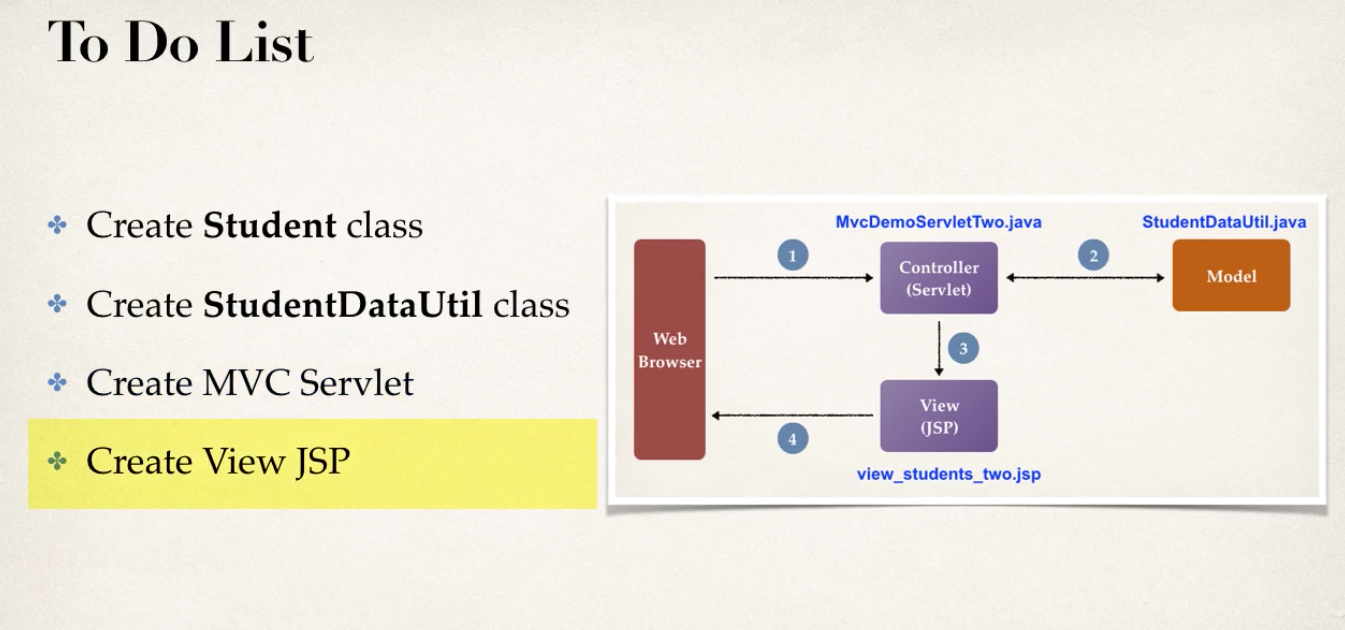 To Do List
Create Student class
Create StudentDataUtil class
Create MVC Servlet
Create View JSP
MvcDemoServletTwo.java
StudentDataUtil.java
1
2
Controller
(Servlet)
Model
Web
Browser
3
View
(JSP)
4
view_students_two.jsp